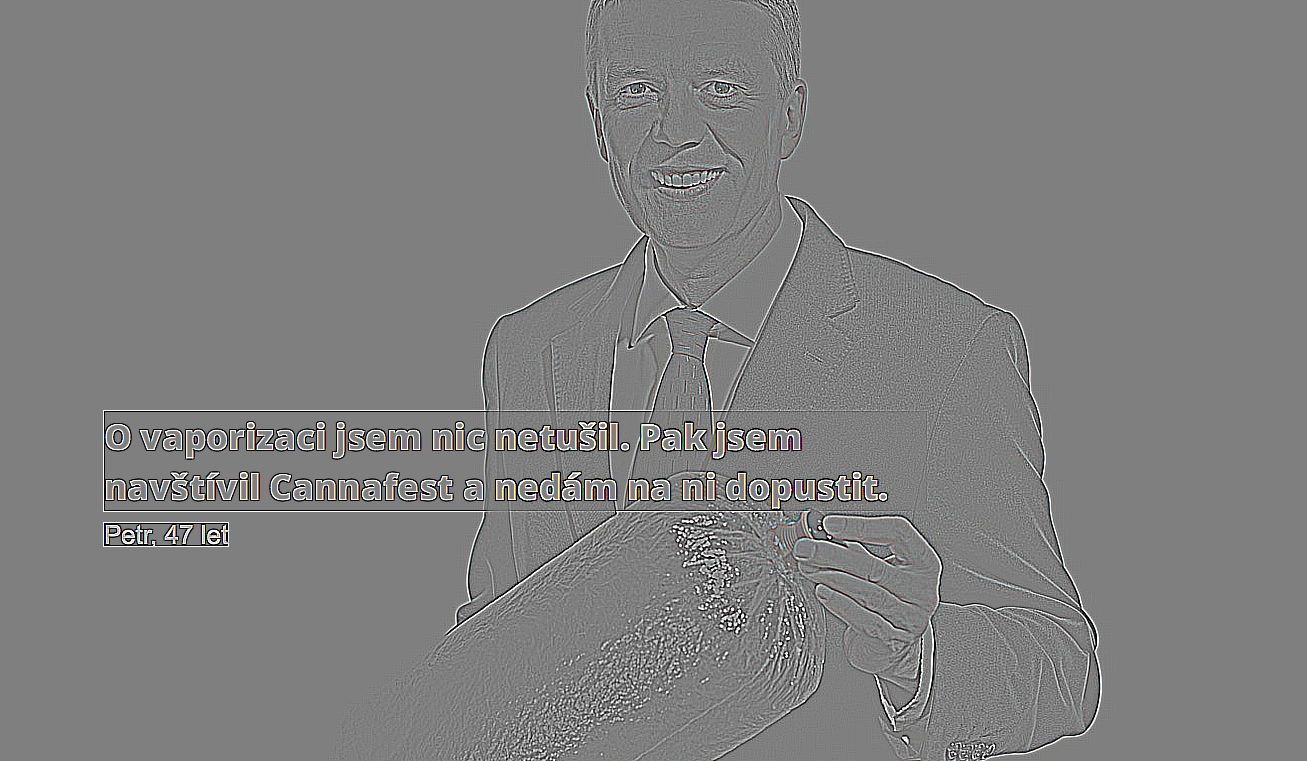 O vaporizaci jsem nic netušil. Pak jsem
navštívil Cannafest a nedám na ni dopustit.
Petr, 47 let